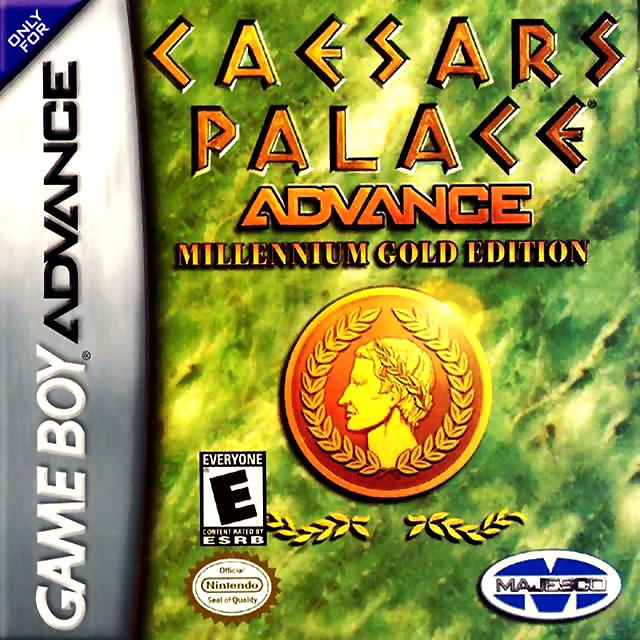 ONLY
FOR
GAME BOY ADVANCE
®
CAESARS
PALACE®
ADVANCE
MILLENNIUM GOLD EDITION
EVERYONE
E
CONTENT RATED BY
ESRB
Official
Nintendo
Seal of Quality
MAJESCO